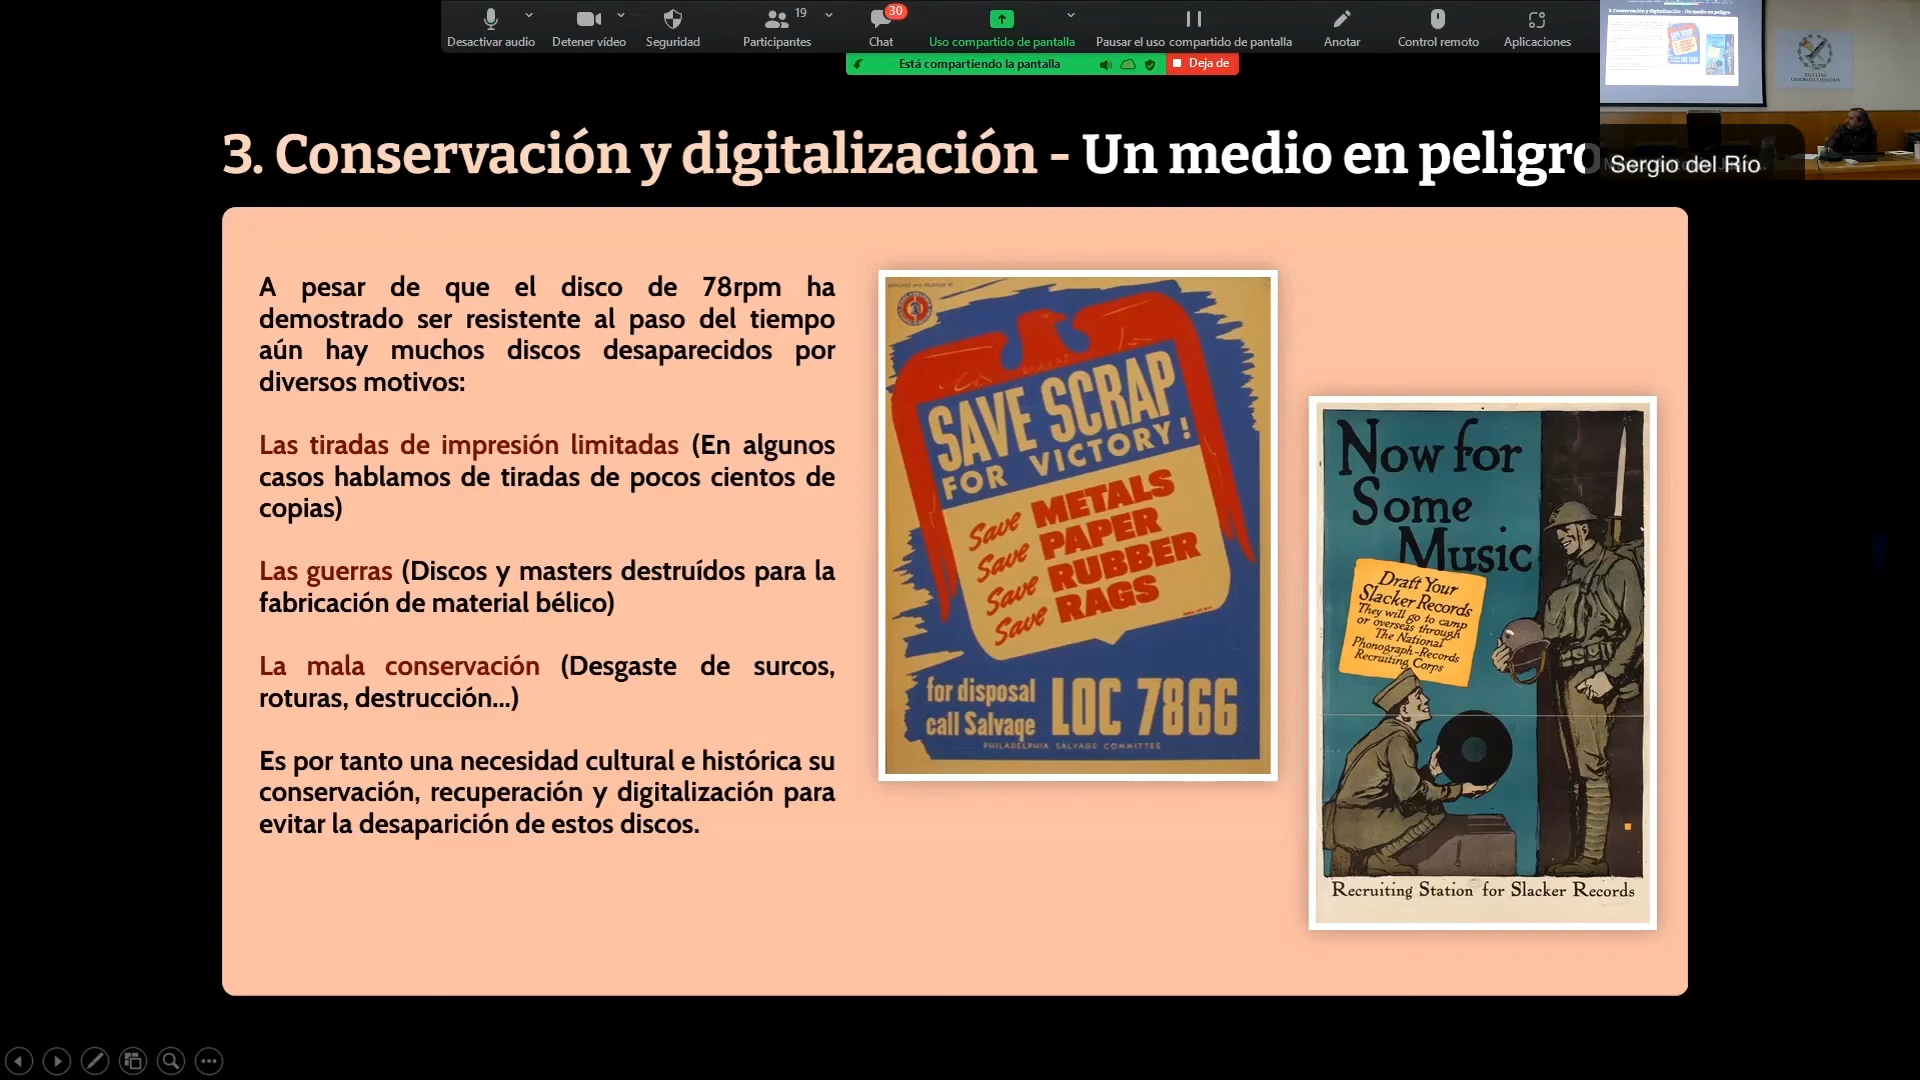 Desactivar audio
Detener vídeo
Seguridad
Participantes
19
Chat
30
Uso compartido de pantalla
Pausar el uso compartido de pantalla
Anotar
Control remoto
Aplicaciones
Está compartiendo la pantalla
Deja de
Sergio del Río
3. Conservación y digitalización - Un medio en peligro
A pesar de que el disco de 78rpm ha
demostrado ser resistente al paso del tiempo
aún hay muchos discos desaparecidos por
diversos motivos:
Las tiradas de impresión limitadas (En algunos
casos hablamos de tiradas de pocos cientos de
copias)
Las guerras (Discos y masters destruídos para la
fabricación de material bélico)
La mala conservación (Desgaste de surcos,
roturas, destrucción...)
Es por tanto una necesidad cultural e histórica su
conservación, recuperación y digitalización para
evitar la desaparición de estos discos.
SAVE SCRAP
FOR VICTORY!
Save METALS
Save PAPER
Save RUBBER
Save RAGS
for disposal
call Salvage
LOC 7866
PHILADELPHIA SALVAGE COMMITTEE
Now for
Some
Music
Draft Your
Slacker Records
They will go to camp
or overseas through
The National
Phonograph-Records
Recruiting Corps
Recruiting Station for Slacker Records